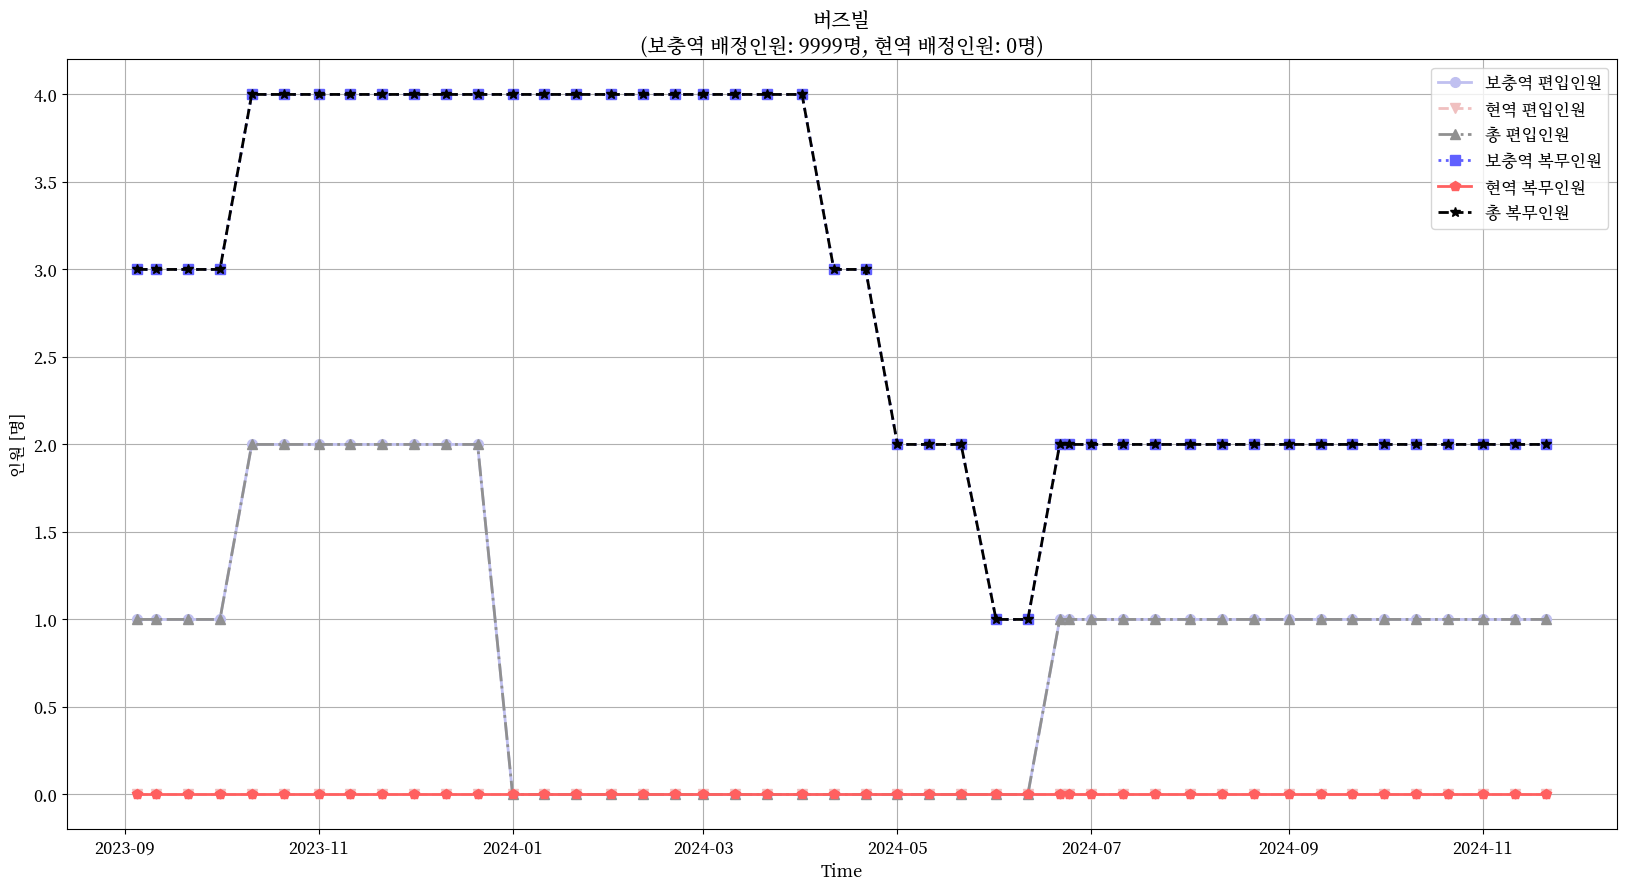 버즈빌
(보충역 배정인원: 9999명, 현역 배정인원: 0명)
보충역 편입인원
현역 편입인원
총 편입인원
보충역 복무인원
현역 복무인원
총 복무인원
인원 [명]
4.0
3.5
3.0
2.5
2.0
1.5
1.0
0.5
0.0
2023-09
2023-11
2024-01
2024-03
2024-05
2024-07
2024-09
2024-11
Time